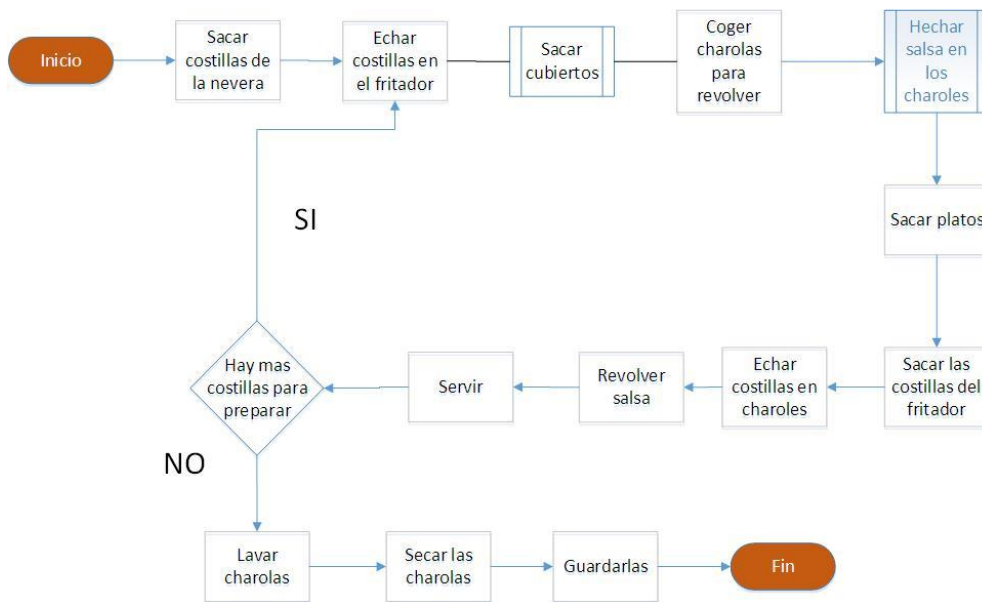 Inicio
Sacar
costillas de
la nevera
Echar
costillas en
el fritador
Sacar
cubiertos
Coger
charolas
para
revolver
Hechar
salsa en
los
charoles
SI
Sacar platos
Hay mas
costillas para
preparar
Servir
Revolver
salsa
Echar
costillas en
charoles
Sacar las
costillas del
fritador
NO
Lavar
charolas
Secar las
charolas
Guardarlas
Fin